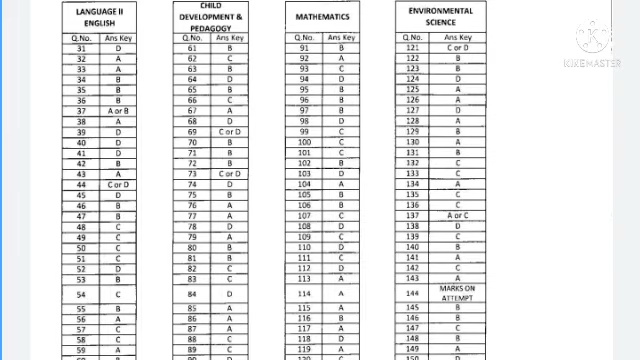 LANGUAGE II
ENGLISH
Q.No. Ans Key
31 D
32 A
33 A
34 B
35 B
36 B
37 A or B
38 A
39 D
40 D
41 D
42 B
43 A
44 C or D
45 D
46 B
47 B
48 C
49 C
50 C
51 C
52 D
53 B
54 C
55 B
56 A
57 C
58 C
59 A
CHILD
DEVELOPMENT &
PEDAGOGY
Q.No. Ans Key
61 B
62 C
63 B
64 D
65 B
66 C
67 A
68 D
69 C or D
70 B
71 B
72 B
73 C or D
74 D
75 B
76 A
77 A
78 D
79 A
80 B
81 B
82 C
83 C
84 D
85 A
86 A
87 A
88 C
89 C
MATHEMATICS
Q.No. Ans Key
91 B
92 A
93 C
94 D
95 B
96 B
97 B
98 D
99 C
100 C
101 C
102 B
103 D
104 A
105 B
106 B
107 C
108 D
109 C
110 D
111 C
112 D
113 A
114 A
115 A
116 B
117 A
118 D
119 A
ENVIRONMENTAL
SCIENCE
Q.No. Ans Key
121 C or D
122 B
123 B
124 D
125 A
126 A
127 D
128 A
129 B
130 A
131 B
132 C
133 C
134 A
135 C
136 C
137 A or C
138 D
139 C
140 B
141 A
142 C
143 A
144 MARKS ON
ATTEMPT
145 B
146 B
147 C
148 B
149 A
KINEMASTER